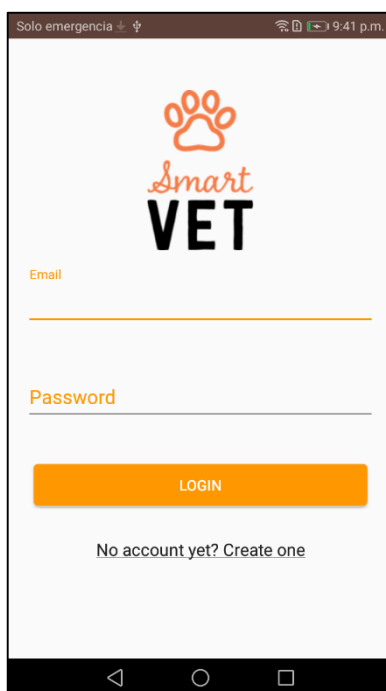 Solo emergencia 9:41 p.m.
Smart
VET
Email
Password
LOGIN
No account yet? Create one